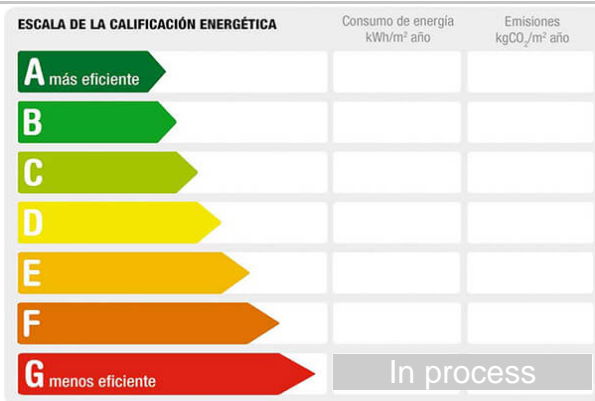 ESCALA DE LA CALIFICACIÓN ENERGÉTICA
Consumo de energía
kWh/m² año
Emisiones
kgCO₂/m² año
A más eficiente
B
C
D
E
F
G menos eficiente
In process